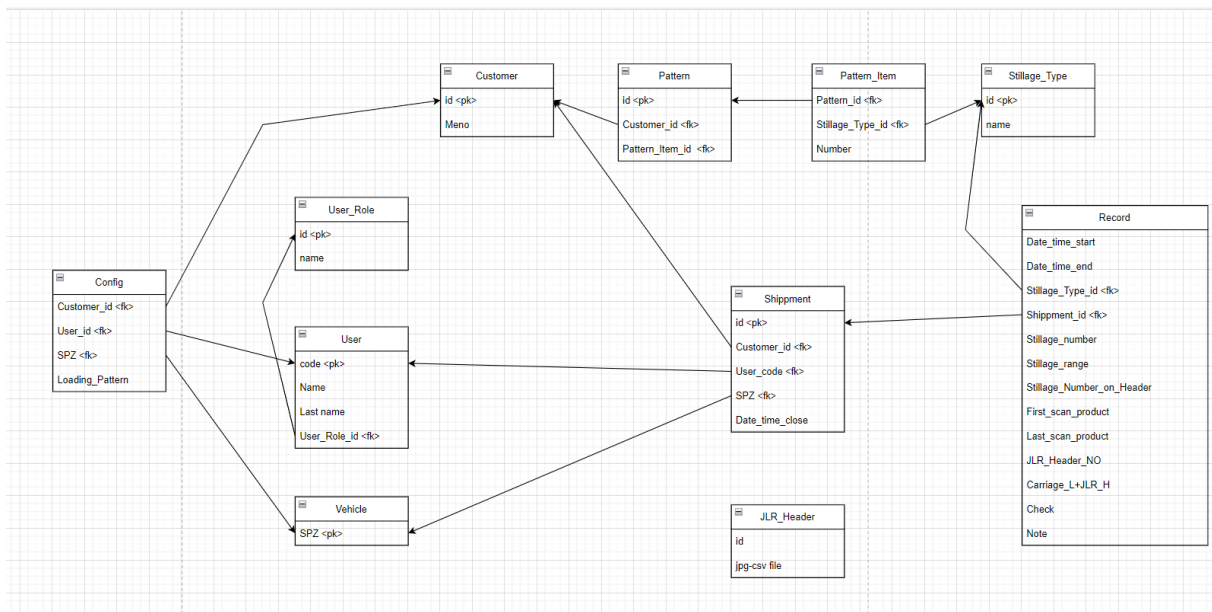 Customer
id <pk>
Meno
Pattern
id <pk>
Customer_id <fk>
Pattern_Item_id <fk>
Pattern_Item
Pattern_id <fk>
Stillage_Type_id <fk>
Number
Stillage_Type
id <pk>
name
User_Role
id <pk>
name
Record
Date_time_start
Date_time_end
Stillage_Type_id <fk>
Shippment_id <fk>
Stillage_number
Stillage_range
Stillage_Number_on_Header
First_scan_product
Last_scan_product
JLR_Header_NO
Carriage_L+JLR_H
Check
Note
Config
Customer_id <fk>
User_id <fk>
SPZ <fk>
Loading_Pattern
Shippment
id <pk>
Customer_id <fk>
User_code <fk>
SPZ <fk>
Date_time_close
User
code <pk>
Name
Last name
User_Role_id <fk>
Vehicle
SPZ <pk>
JLR_Header
id
jpg-csv file